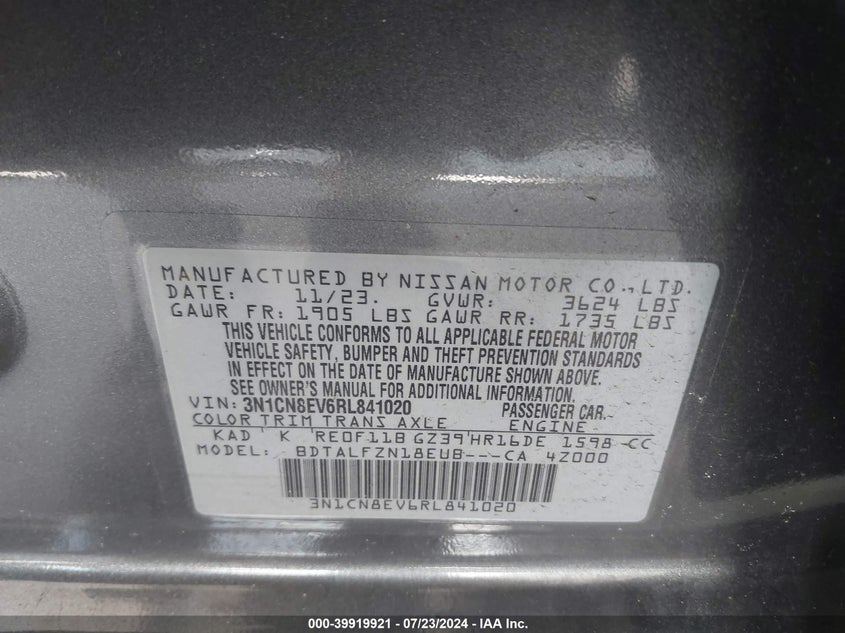 MANUFACTURED BY NISSAN MOTOR CO., LTD.
DATE: 11/23. GVWR: 3624 LBS
GAWR FR: 1905 LBS GAWR RR: 1735 LBS
THIS VEHICLE CONFORMS TO ALL APPLICABLE FEDERAL MOTOR
VEHICLE SAFETY, BUMPER AND THEFT PREVENTION STANDARDS
IN EFFECT ON THE DATE OF MANUFACTURE SHOWN ABOVE.
SEE OWNER'S MANUAL FOR ADDITIONAL INFORMATION.
VIN: 3N1CN8EV6RL841020 PASSENGER CAR.
COLOR TRIM TRANS AXLE ENGINE
KAD K RE0F11B GZ39 HR16DE 1598 CC
MODEL: BDTALFZN18EUB---CA 4Z000
3N1CN8EV6RL841020
000-39919921 / 07/23/2024 - IAA Inc.